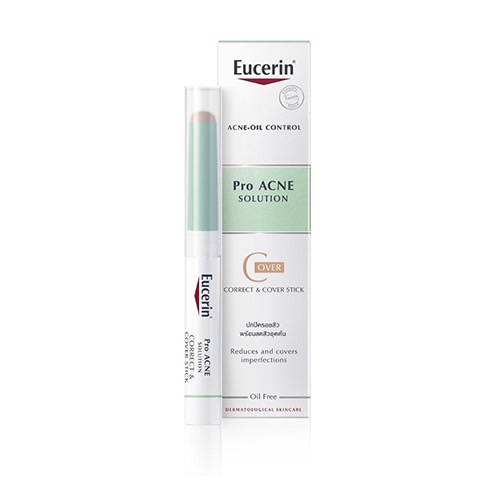 Eucerin®
ACNE-OIL CONTROL
Pro ACNE
SOLUTION
COVER
CORRECT & COVER STICK
ปกปิดรอยสิว
พร้อมลดสิวอุดตัน
Reduces and covers
imperfections
Oil Free
DERMATOLOGICAL SKINCARE
Eucerin®
Pro ACNE
SOLUTION
CORRECT &
COVER STICK